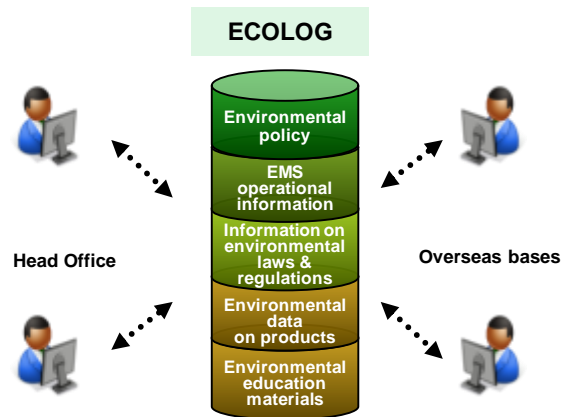 ECOLOG
Environmental
policy
EMS
operational
information
Information on
environmental
laws &
regulations
Head Office
Overseas bases
Environmental
data
on products
Environmental
education
materials